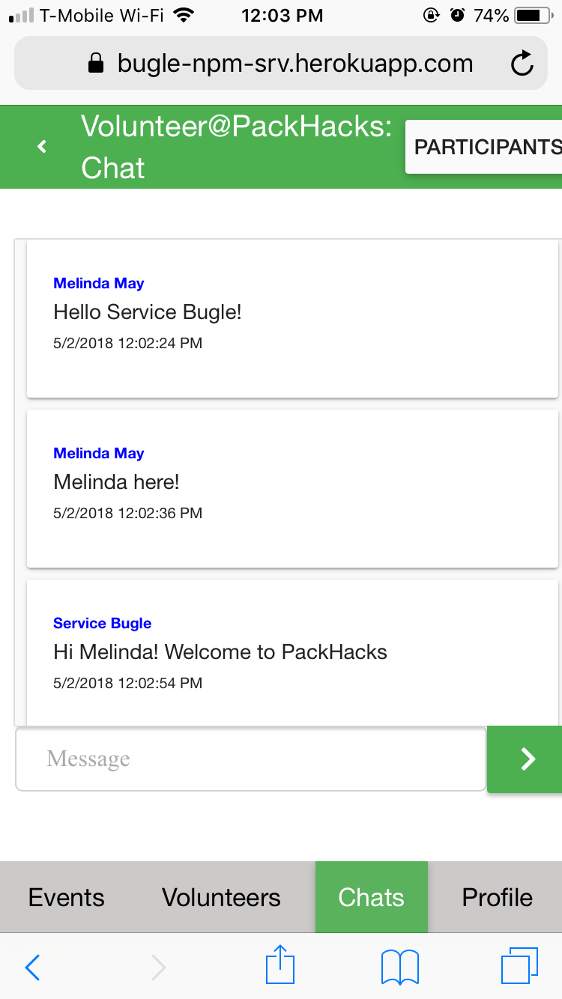 T-Mobile Wi-Fi 12:03 PM 74%
bugle-npm-srv.herokuapp.com
Volunteer@PackHacks:
Chat
PARTICIPANTS
Melinda May
Hello Service Bugle!
5/2/2018 12:02:24 PM
Melinda May
Melinda here!
5/2/2018 12:02:36 PM
Service Bugle
Hi Melinda! Welcome to PackHacks
5/2/2018 12:02:54 PM
Message
Events Volunteers Chats Profile